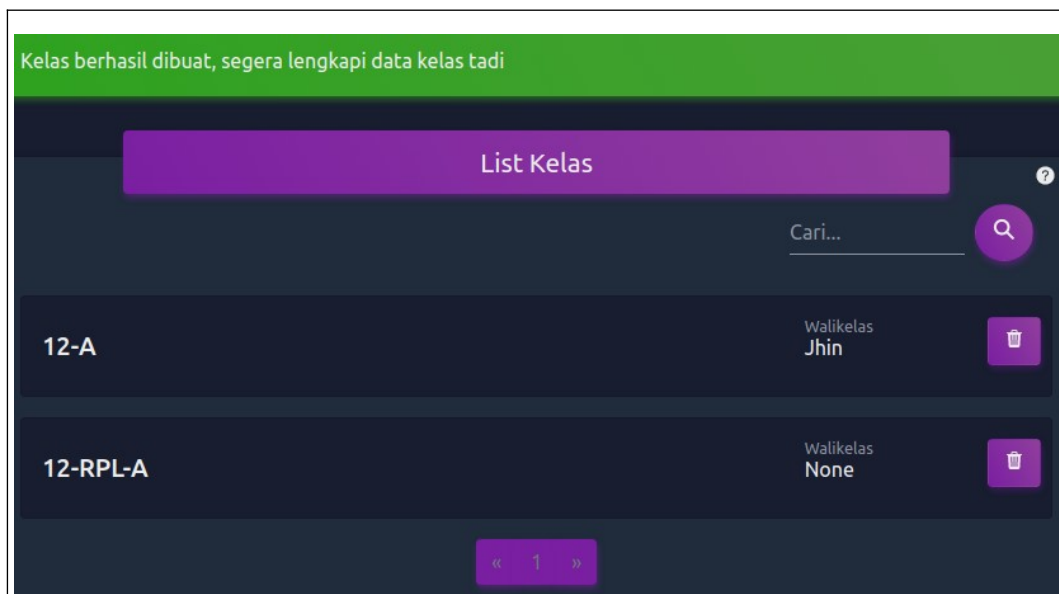 Kelas berhasil dibuat, segera lengkapi data kelas tadi
List Kelas
?
Cari...
12-A
Walikelas
Jhin
12-RPL-A
Walikelas
None
« 1 »